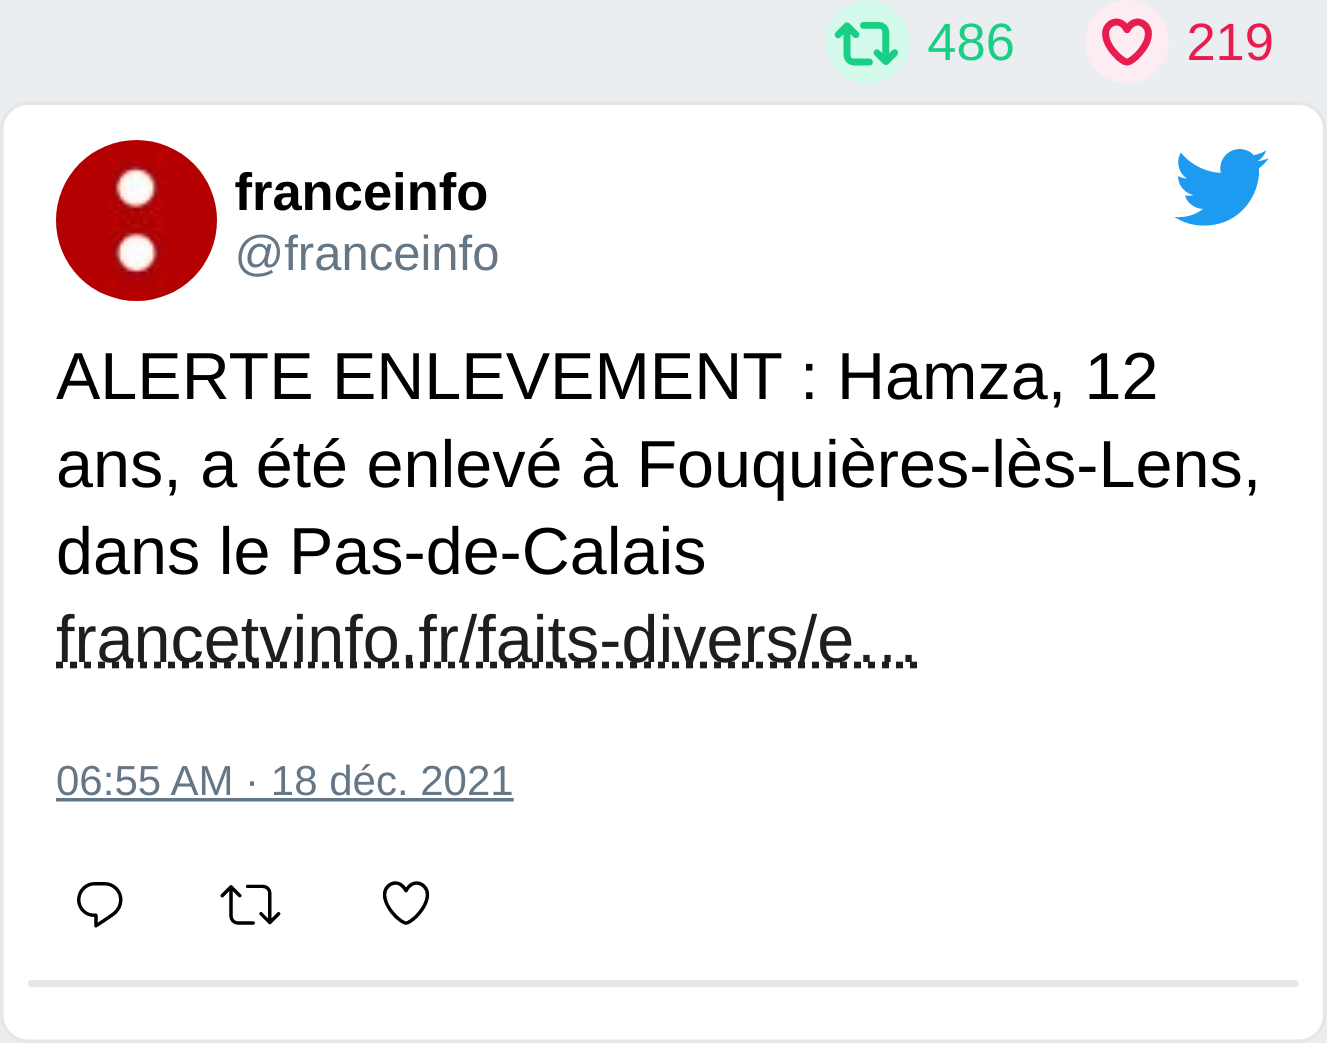 486 219
franceinfo
@franceinfo
ALERTE ENLEVEMENT : Hamza, 12
ans, a été enlevé à Fouquières-lès-Lens,
dans le Pas-de-Calais
francetvinfo.fr/faits-divers/e…
06:55 AM · 18 déc. 2021